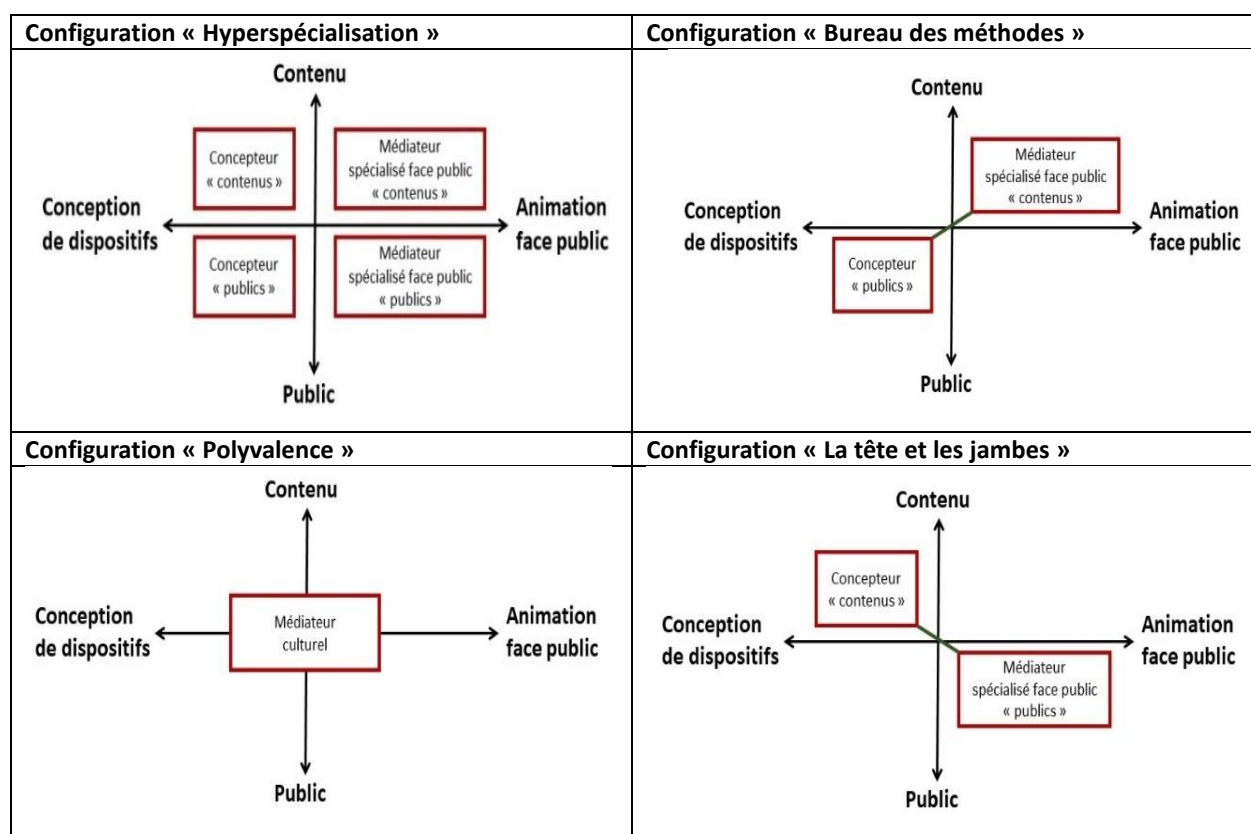 Configuration « Hyperspécialisation »
Contenu
Concepteur
« contenus »
Médiateur
spécialisé face public
« contenus »
Conception
de dispositifs
Animation
face public
Concepteur
« publics »
Médiateur
spécialisé face public
« publics »
Public
Configuration « Bureau des méthodes »
Contenu
Médiateur
spécialisé face public
« contenus »
Conception
de dispositifs
Animation
face public
Concepteur
« publics »
Public
Configuration « Polyvalence »
Contenu
Conception
de dispositifs
Médiateur
culturel
Animation
face public
Public
Configuration « La tête et les jambes »
Contenu
Concepteur
« contenus »
Conception
de dispositifs
Animation
face public
Médiateur
spécialisé face public
« publics »
Public